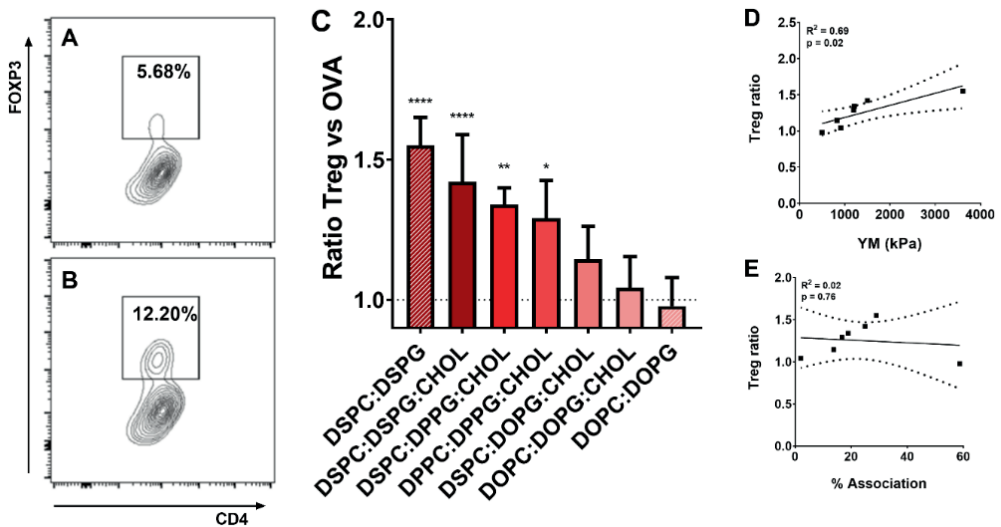 A
5.68%
FOXP3
B
12.20%
CD4
C
Ratio Treg vs OVA
2.0
1.5
1.0
****
****
**
*
DSPC:DSPG
DSPC:DSPG:CHOL
DSPC:DPPG:CHOL
DPPC:DPPG:CHOL
DSPC:DOPG:CHOL
DOPC:DOPG:CHOL
DOPC:DOPG
D
R² = 0.69
p = 0.02
Treg ratio
2.5
2.0
1.5
1.0
0.5
0.0
0 1000 2000 3000 4000
YM (kPa)
E
R² = 0.02
p = 0.76
Treg ratio
2.0
1.5
1.0
0.5
0.0
0 20 40 60
% Association